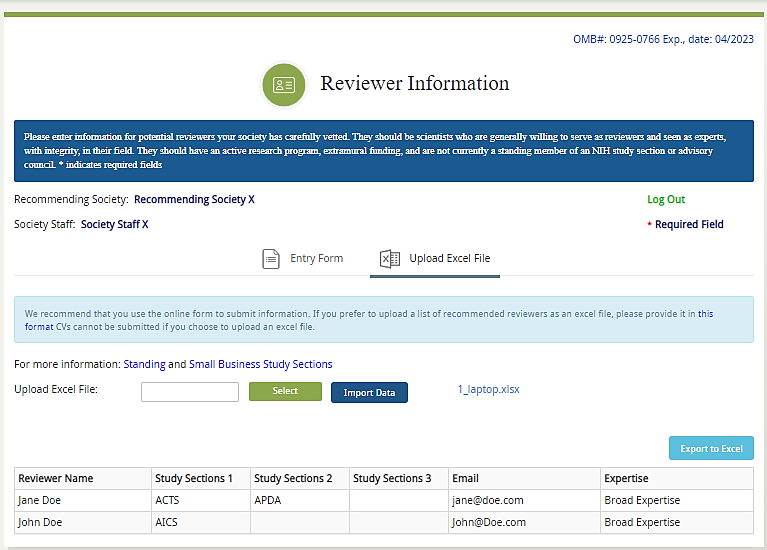 OMB#: 0925-0766 Exp., date: 04/2023
Reviewer Information
Please enter information for potential reviewers your society has carefully vetted. They should be scientists who are generally willing to serve as reviewers and seen as experts,
with integrity, in their field. They should have an active research program, extramural funding, and are not currently a standing member of an NIH study section or advisory
council. * indicates required fields
Recommending Society: Recommending Society X
Log Out
Society Staff: Society Staff X
* Required Field
Entry Form
Upload Excel File
We recommend that you use the online form to submit information. If you prefer to upload a list of recommended reviewers as an excel file, please provide it in this
format CVs cannot be submitted if you choose to upload an excel file.
For more information: Standing and Small Business Study Sections
Upload Excel File: Select Import Data 1_laptop.xlsx
Export to Excel
Reviewer Name Study Sections 1 Study Sections 2 Study Sections 3 Email Expertise
Jane Doe ACTS APDA jane@doe.com Broad Expertise
John Doe AICS John@Doe.com Broad Expertise